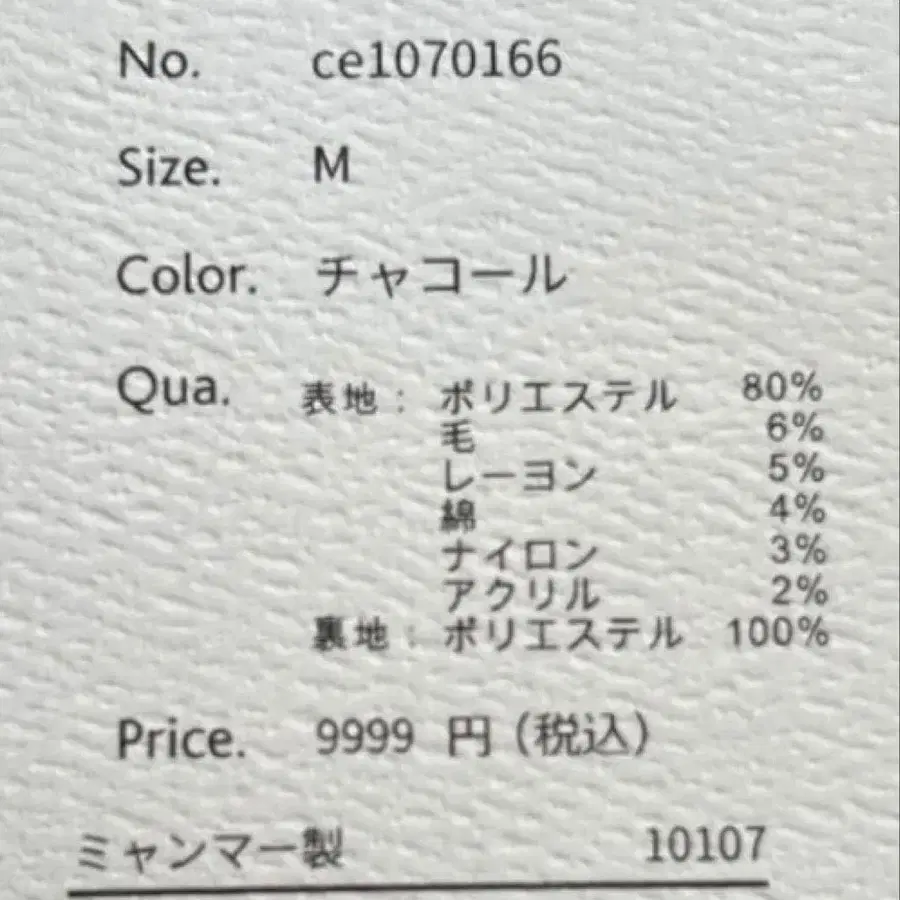 No. ce1070166
Size. M
Color. チャコール
Qua. 表地： ポリエステル 80%
毛 6%
レーヨン 5%
綿 4%
ナイロン 3%
アクリル 2%
裏地： ポリエステル 100%
Price. 9999 円（税込）
ミャンマー製 10107